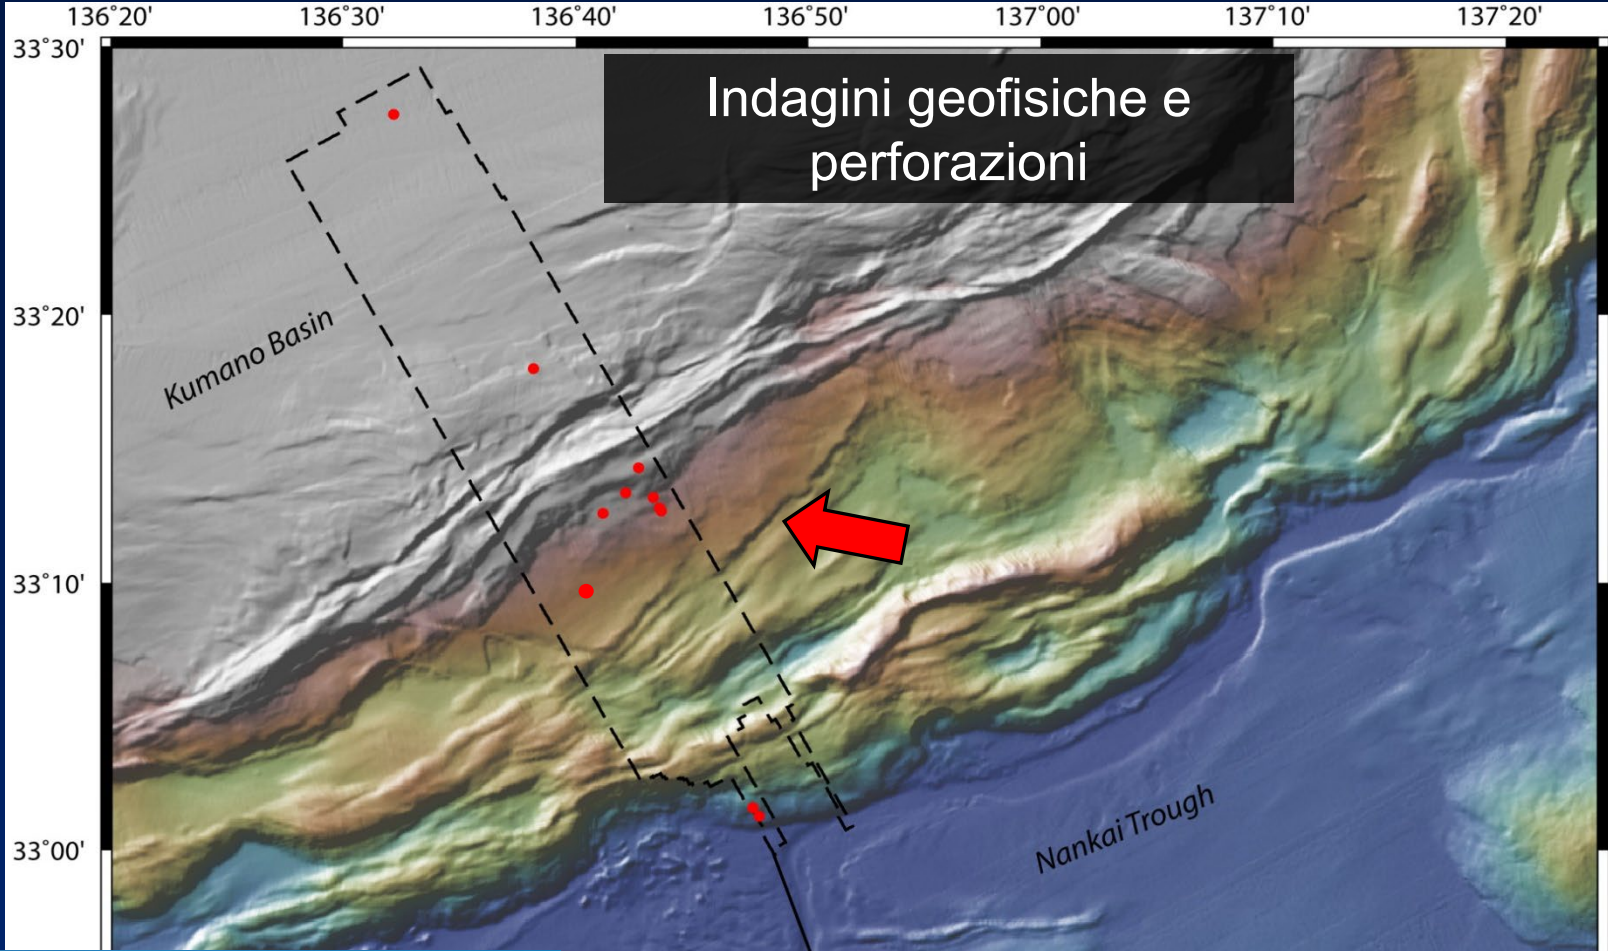 136˚20'
136˚30'
136˚40'
136˚50'
137˚00'
137˚10'
137˚20'
33˚30'
Indagini geofisiche e
perforazioni
33˚20'
Kumano Basin
33˚10'
Nankai Trough
33˚00'